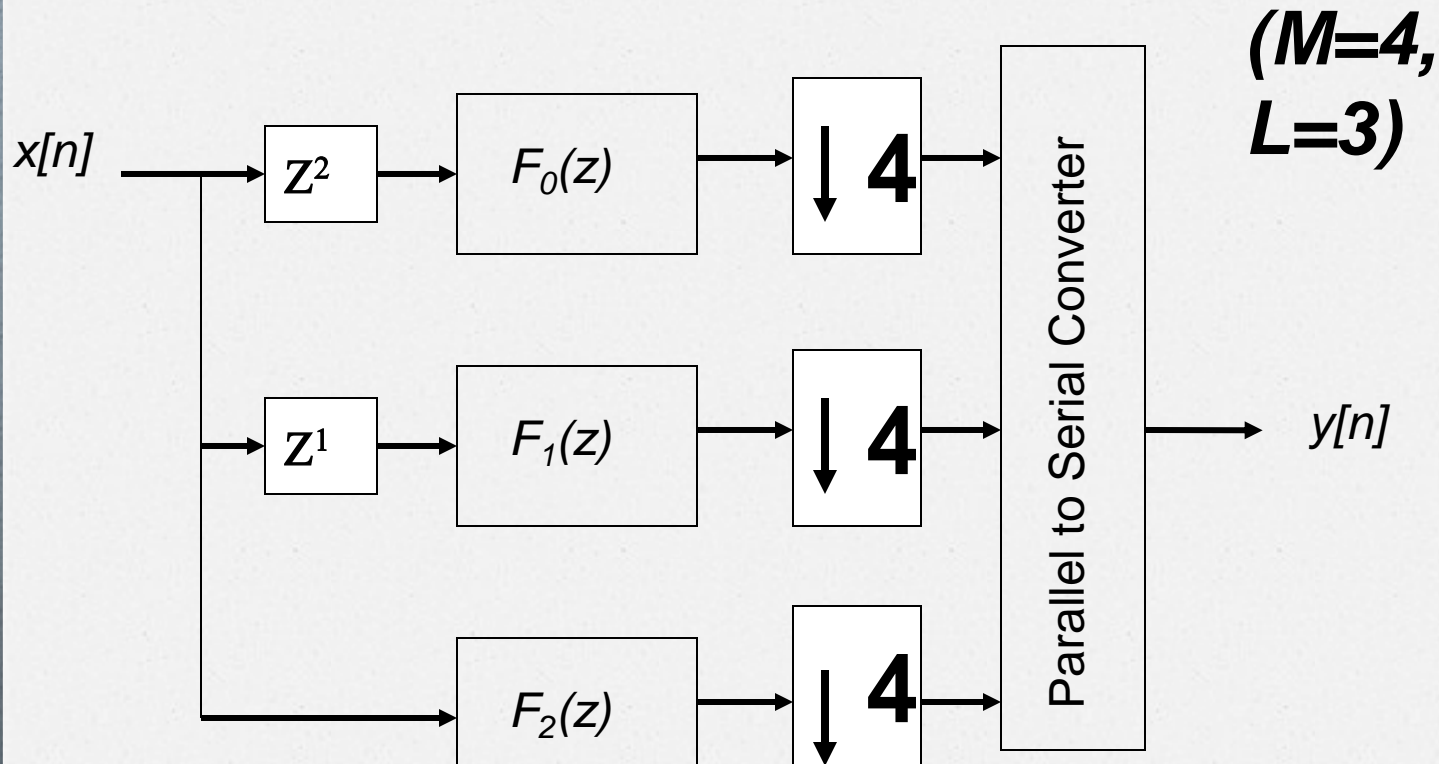 (M=4,
L=3)
x[n]
Z²
F₀(z)
4
Z¹
F₁(z)
4
F₂(z)
4
Parallel to Serial Converter
y[n]